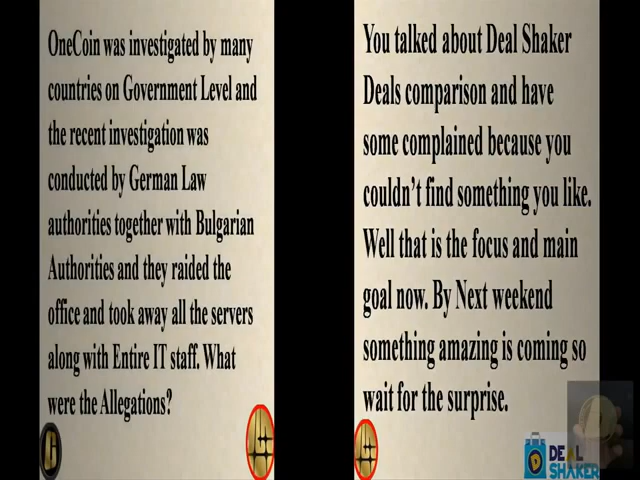 OneCoin was investigated by many
countries on Government Level and
the recent investigation was
conducted by German Law
authorities together with Bulgarian
Authorities and they raided the
office and took away all the servers
along with Entire IT staff. What
were the Allegations?
You talked about Deal Shaker
Deals comparison and have
some complained because you
couldn't find something you like.
Well that is the focus and main
goal now. By Next weekend
something amazing is coming so
wait for the surprise.
DEAL
SHAKER